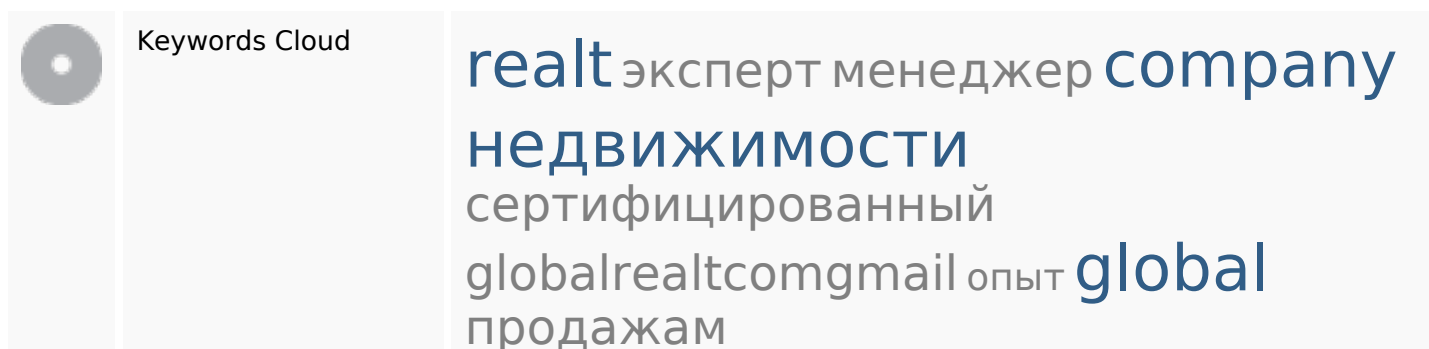 Keywords Cloud
realt эксперт менеджер company
недвижимости
сертифицированный
globalrealtcomgmail опыт global
продажам